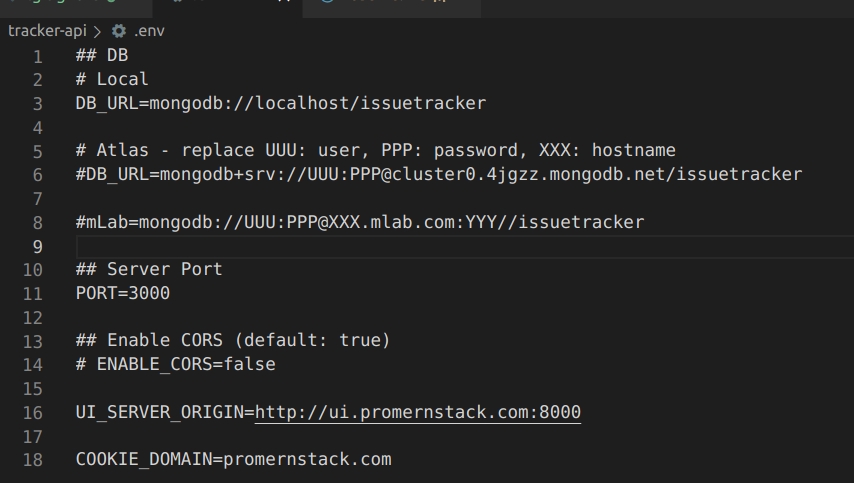 tracker-api > .env
1 ## DB
2 # Local
3 DB_URL=mongodb://localhost/issuetracker
4
5 # Atlas - replace UUU: user, PPP: password, XXX: hostname
6 #DB_URL=mongodb+srv://UUU:PPP@cluster0.4jgzz.mongodb.net/issuetracker
7
8 #mLab=mongodb://UUU:PPP@XXX.mlab.com:YYY//issuetracker
9
10 ## Server Port
11 PORT=3000
12
13 ## Enable CORS (default: true)
14 # ENABLE_CORS=false
15
16 UI_SERVER_ORIGIN=http://ui.promernstack.com:8000
17
18 COOKIE_DOMAIN=promernstack.com